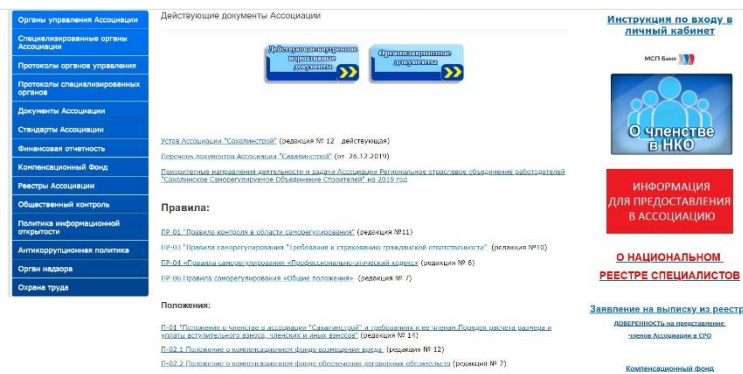 Органы управления Ассоциации
Специализированные органы
Ассоциации
Протоколы органов управления
Протоколы специализированных
органов
Документы Ассоциации
Стандарты Ассоциации
Финансовая отчетность
Компенсационный Фонд
Реестры Ассоциации
Общественный контроль
Политика информационной
открытости
Антикоррупционная политика
Орган надзора
Охрана труда
Действующие документы Ассоциации
Действующие внутренние
нормативные
документы
Организационные
документы
Устав Ассоциации "Сахалинстрой" (редакция № 12 действующая)
Перечень документов Ассоциации "Сахалинстрой" (от 26.12.2019)
Приоритетные направления деятельности и задачи Ассоциации Региональное отраслевое объединение работодателей
"Сахалинское Саморегулируемое Объединение Строителей" на 2019 год
Правила:
ПР-01 "Правила контроля в области саморегулирования" (редакция №11)
ПР-03 "Правила саморегулирования "Требования к страхованию гражданской ответственности" (редакция №10)
ПР-04 «Правила саморегулирования «Профессионально-этический кодекс» (редакция № 6)
ПР-06 Правила саморегулирования «Общие положения» (редакция № 7)
Положения:
П-01 "Положение о членстве в ассоциации "Сахалинстрой" и требованиях к ее членам.Порядок расчета размера и
уплаты вступительного взноса, членских и иных взносов" (редакция № 14)
П-02.1 Положение о компенсационном фонде возмещения вреда (редакция № 12)
П-02.2 Положение о компенсационном фонде обеспечения договорных обязательств (редакция № 7)
Инструкция по входу в
личный кабинет
МСП Банк
О членстве
в НКО
ИНФОРМАЦИЯ
ДЛЯ ПРЕДОСТАВЛЕНИЯ
В АССОЦИАЦИЮ
О НАЦИОНАЛЬНОМ
РЕЕСТРЕ СПЕЦИАЛИСТОВ
Заявление на выписку из реестр
ДОВЕРЕННОСТЬ на представление
членов Ассоциации в СРО
Компенсационный фонд